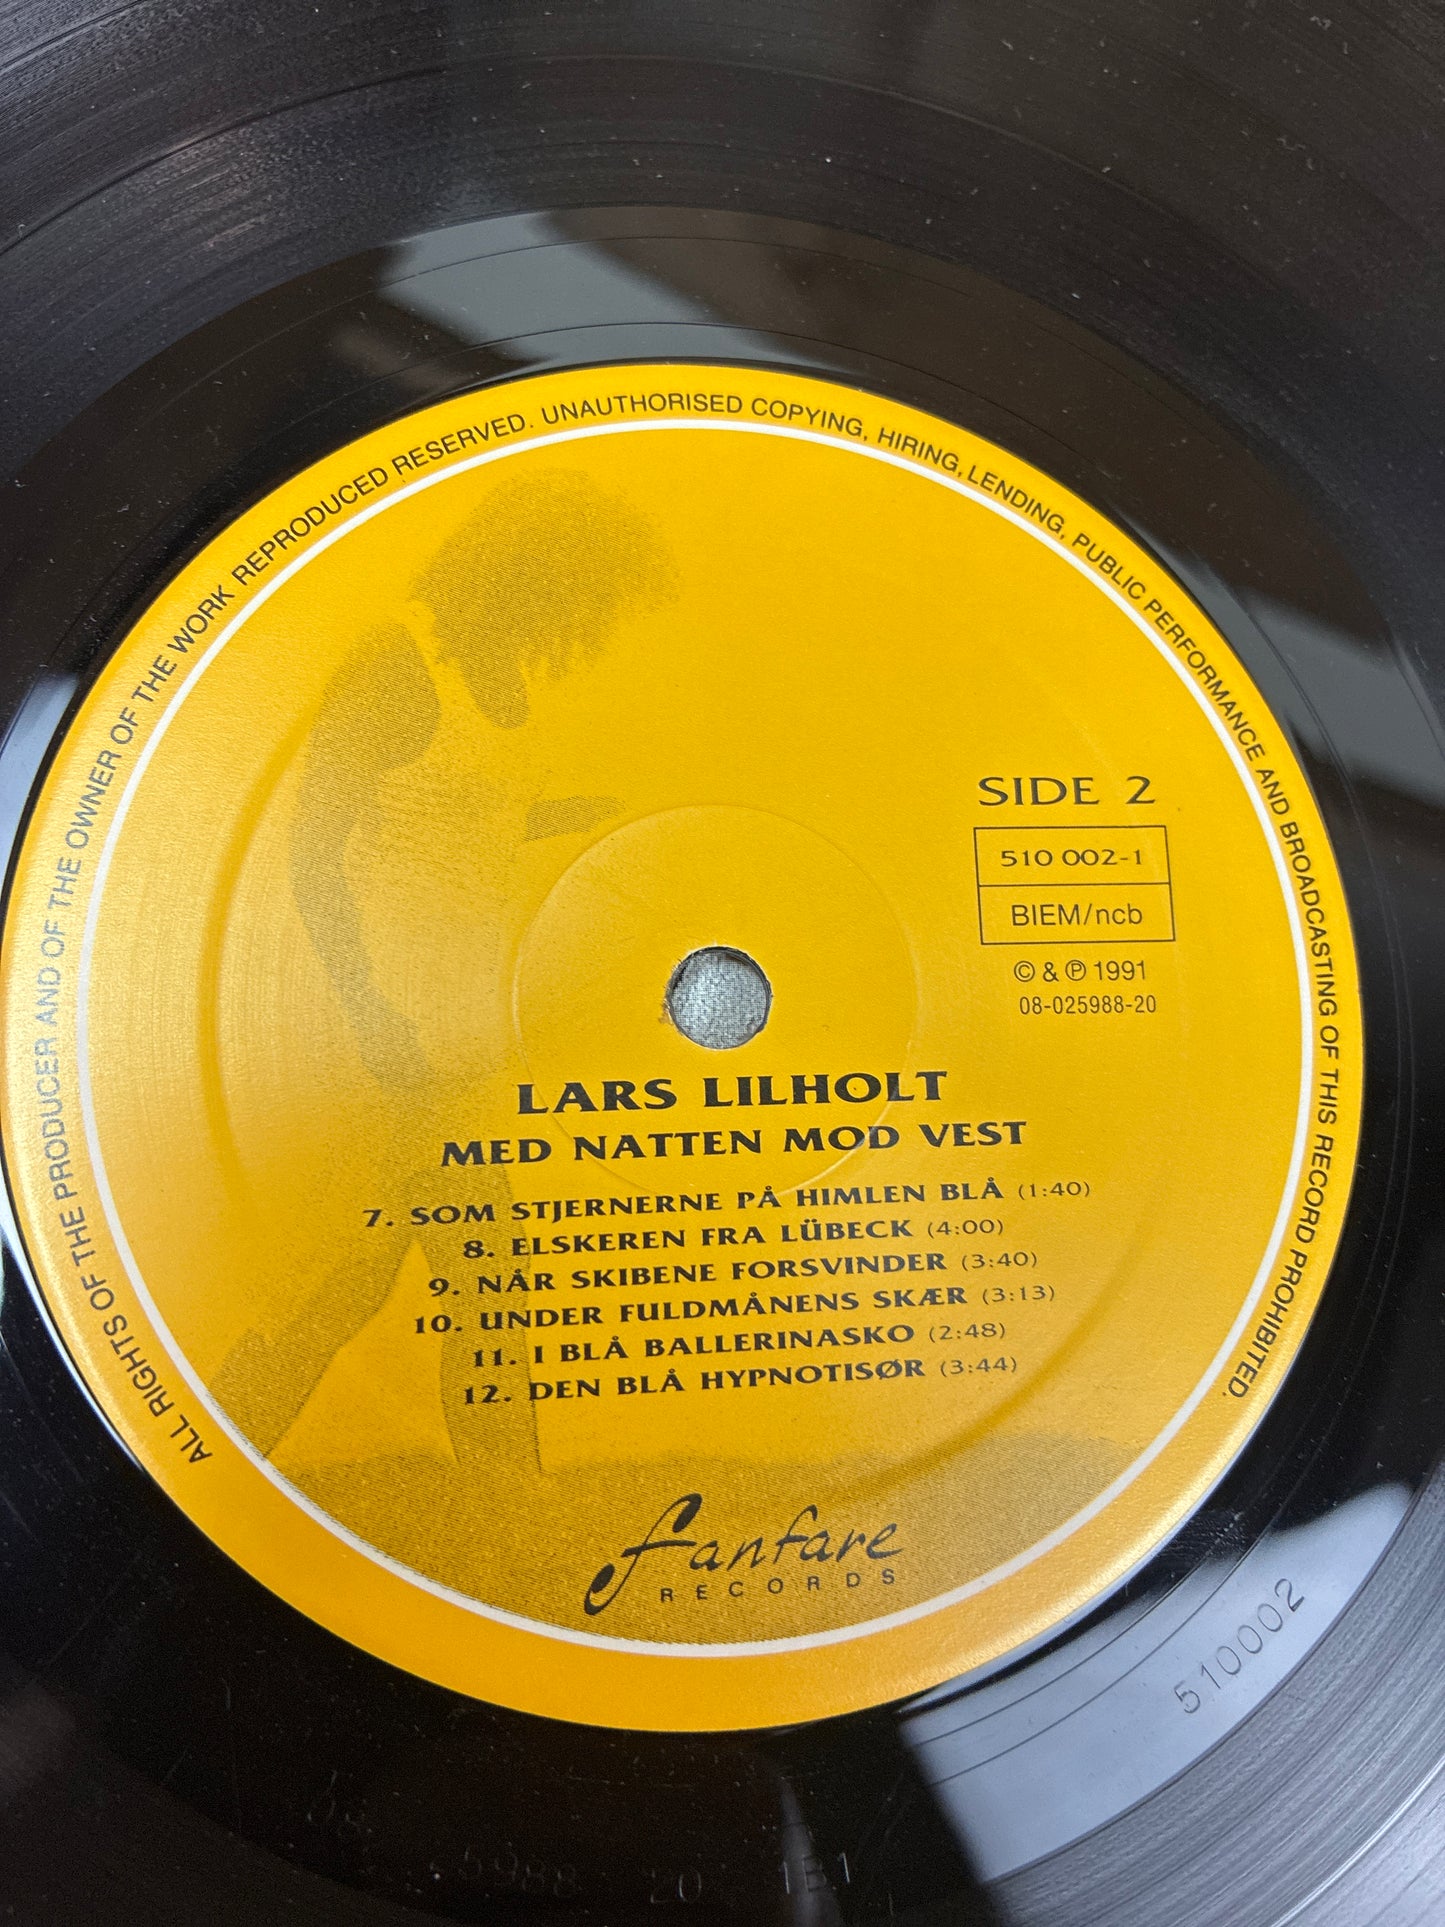 ALL RIGHTS OF THE PRODUCER AND OF THE OWNER OF THE WORK REPRODUCED RESERVED. UNAUTHORISED COPYING, HIRING, LENDING, PUBLIC PERFORMANCE AND BROADCASTING OF THIS RECORD PROHIBITED.
SIDE 2
510 002-1
BIEM/ncb
© & ℗ 1991
08-025988-20
LARS LILHOLT
MED NATTEN MOD VEST
7. SOM STJERNERNE PÅ HIMLEN BLÅ (1:40)
8. ELSKEREN FRA LÜBECK (4:00)
9. NÅR SKIBENE FORSVINDER (3:40)
10. UNDER FULDMÅNENS SKÆR (3:13)
11. I BLÅ BALLERINASKO (2:48)
12. DEN BLÅ HYPNOTISØR (3:44)
fanfare
RECORDS
510002